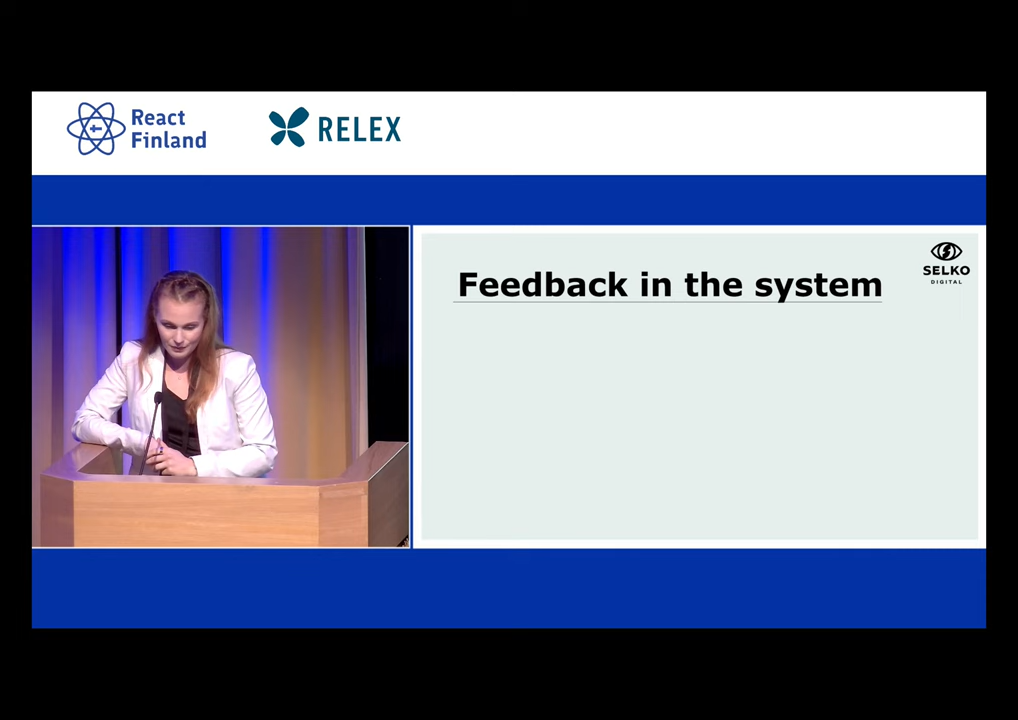 React
Finland
RELEX
SELKO
DIGITAL
Feedback in the system